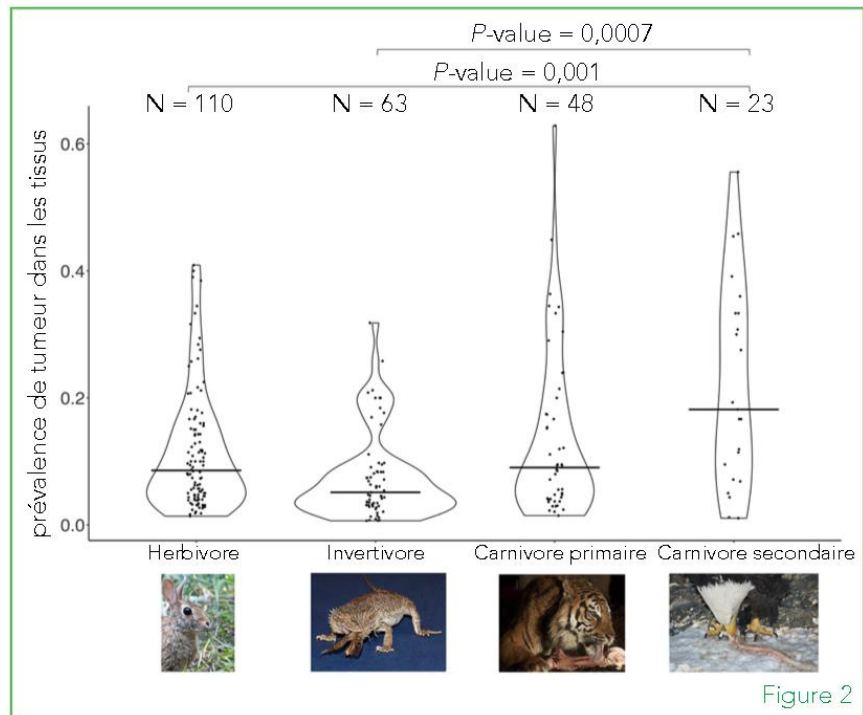 P-value = 0,0007
P-value = 0,001
N = 110 N = 63 N = 48 N = 23
prévalence de tumeur dans les tissus
0.6
0.4
0.2
0.0
Herbivore Invertivore Carnivore primaire Carnivore secondaire
Figure 2